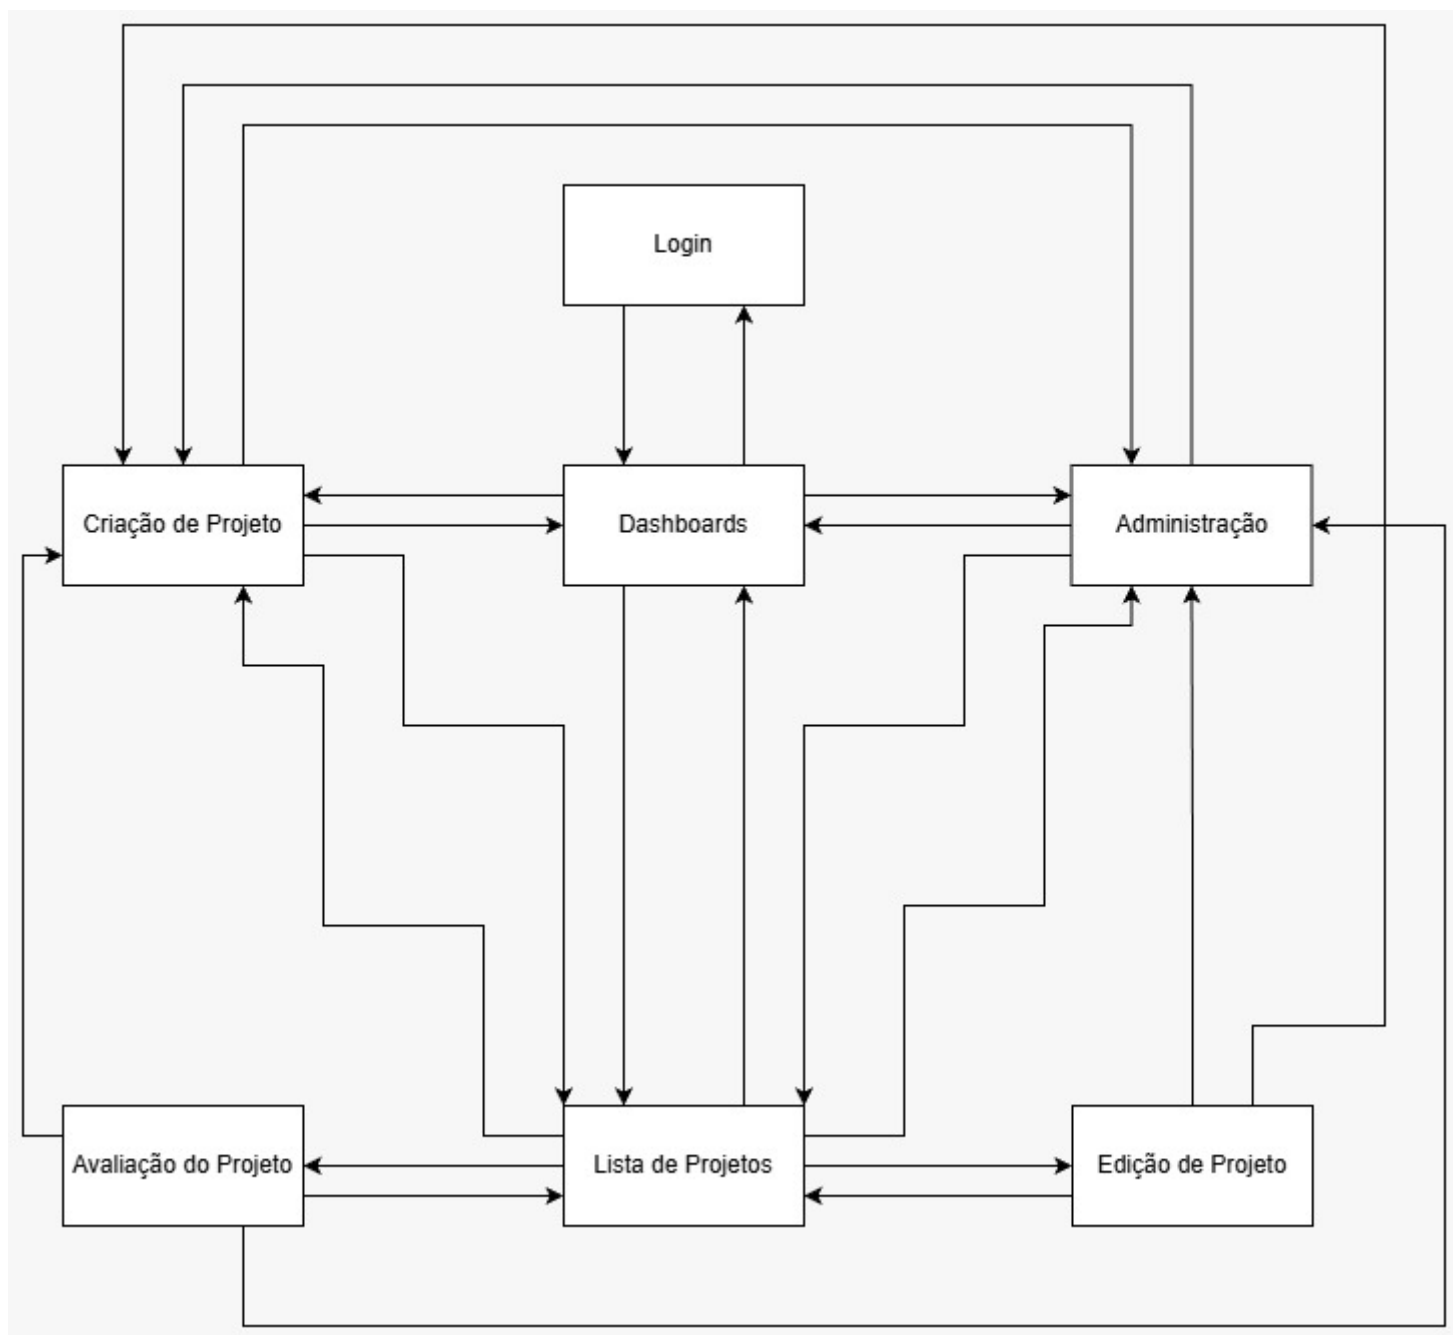 Login
Criação de Projeto
Dashboards
Administração
Avaliação do Projeto
Lista de Projetos
Edição de Projeto